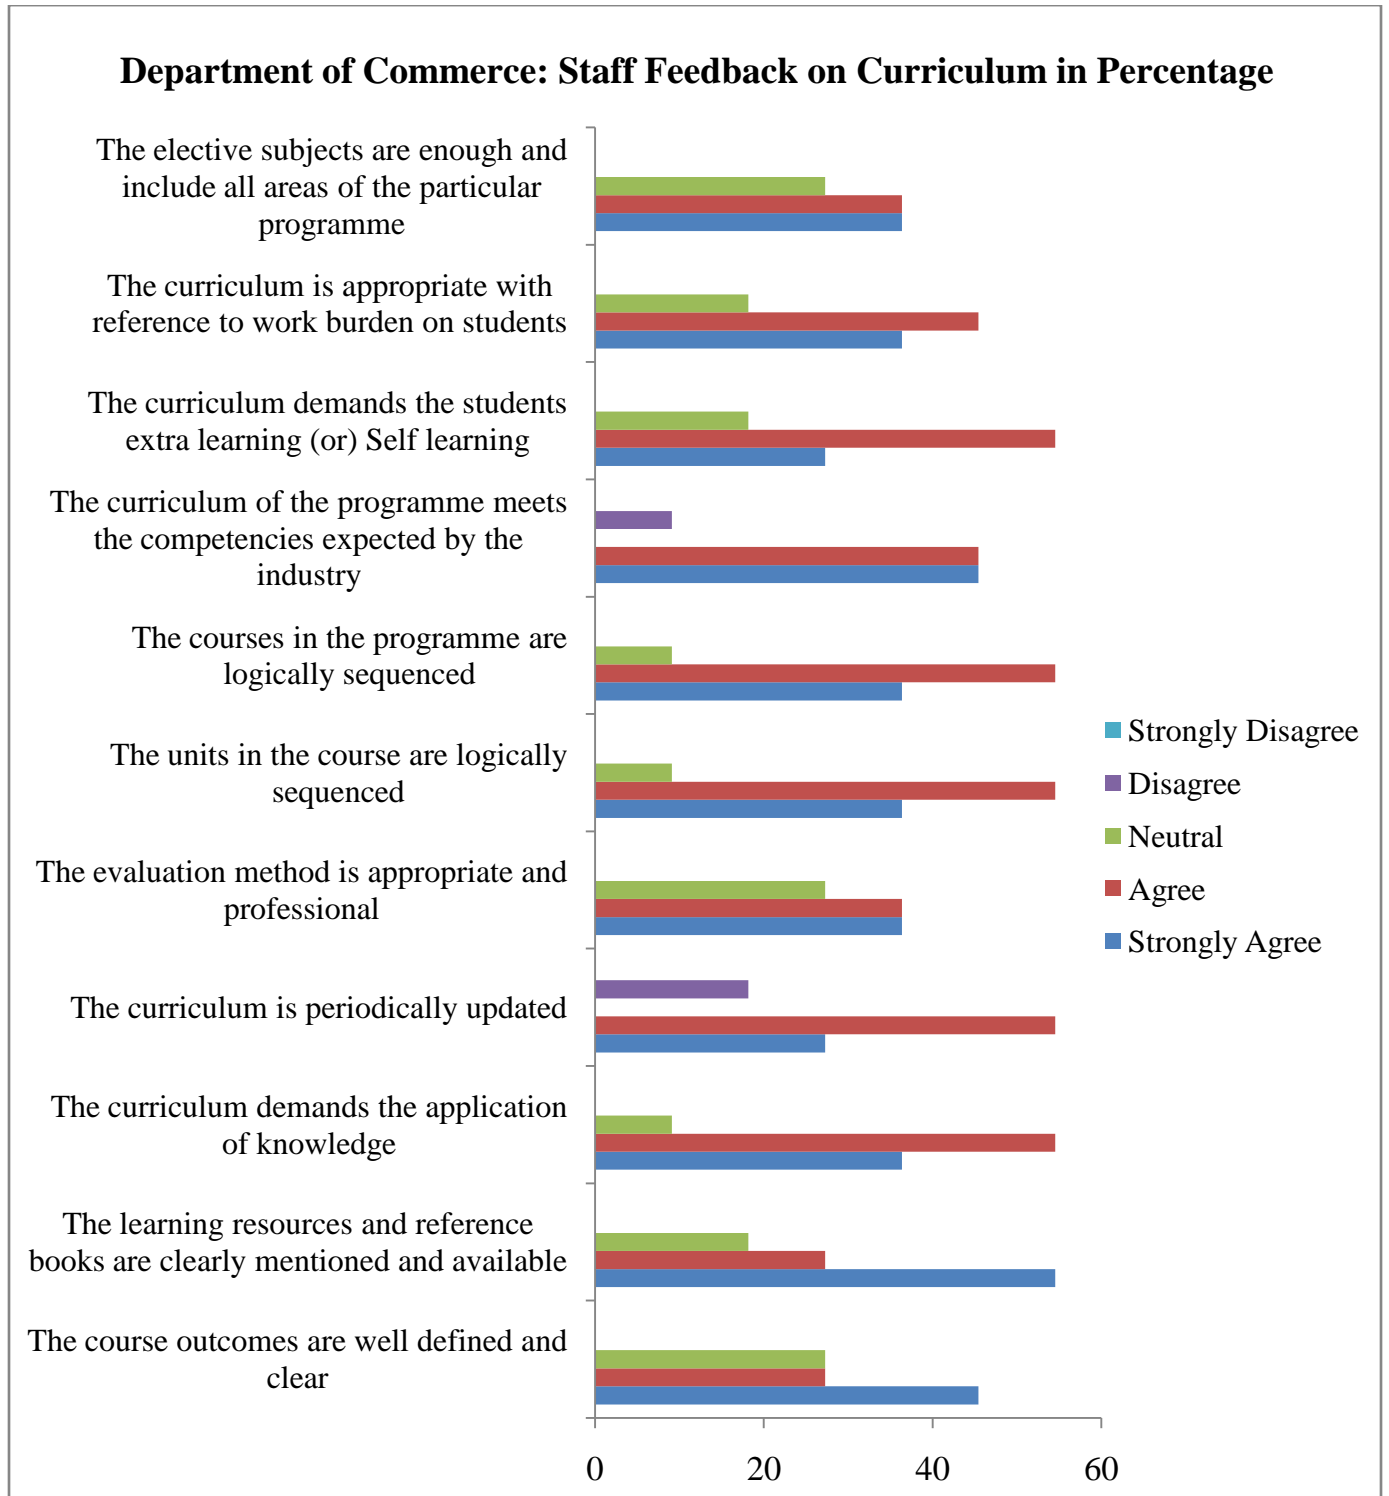 Department of Commerce: Staff Feedback on Curriculum in Percentage
The elective subjects are enough and
include all areas of the particular
programme
The curriculum is appropriate with
reference to work burden on students
The curriculum demands the students
extra learning (or) Self learning
The curriculum of the programme meets
the competencies expected by the
industry
The courses in the programme are
logically sequenced
The units in the course are logically
sequenced
The evaluation method is appropriate and
professional
The curriculum is periodically updated
The curriculum demands the application
of knowledge
The learning resources and reference
books are clearly mentioned and available
The course outcomes are well defined and
clear
Strongly Disagree
Disagree
Neutral
Agree
Strongly Agree
0 20 40 60